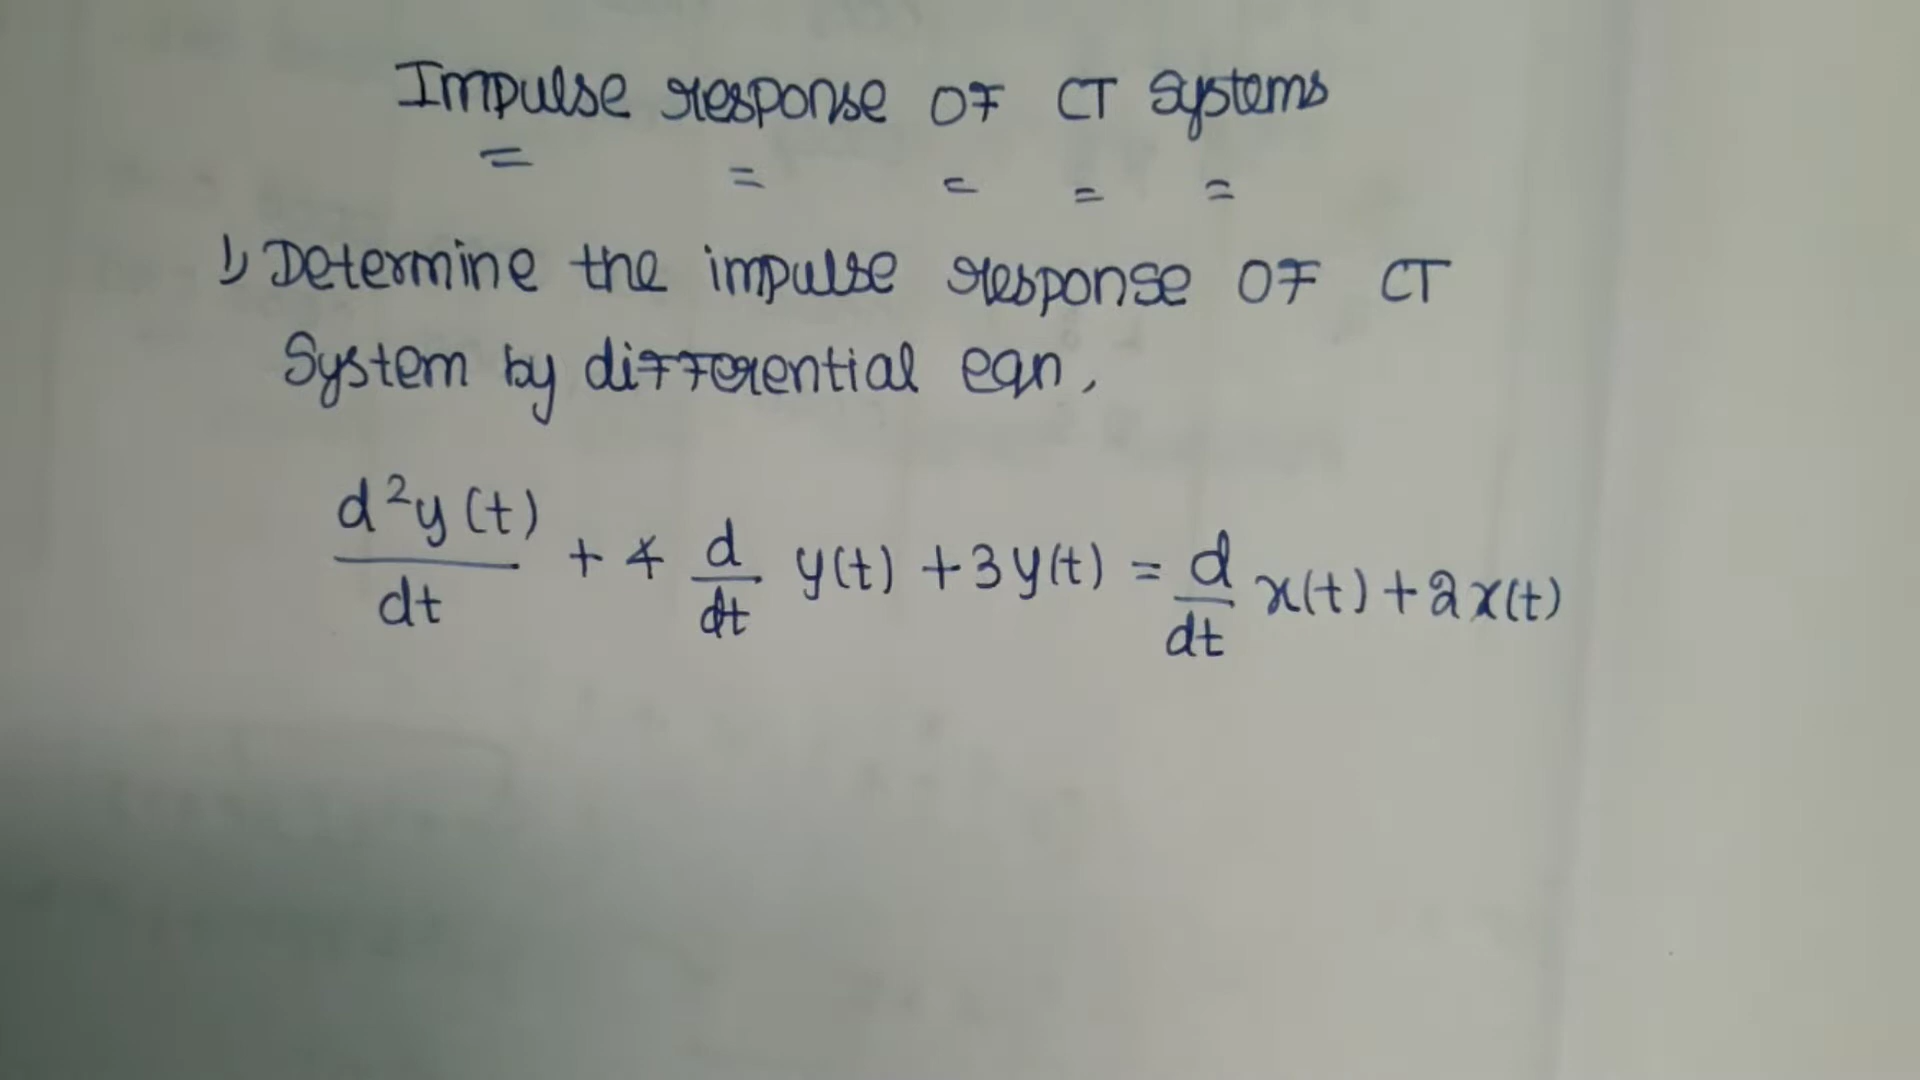 Impulse response OF CT Systems
1) Determine the impulse response OF CT
System by differential eqn,
d²y(t)/dt + 4 d/dt y(t) + 3y(t) = d/dt x(t) + 2x(t)